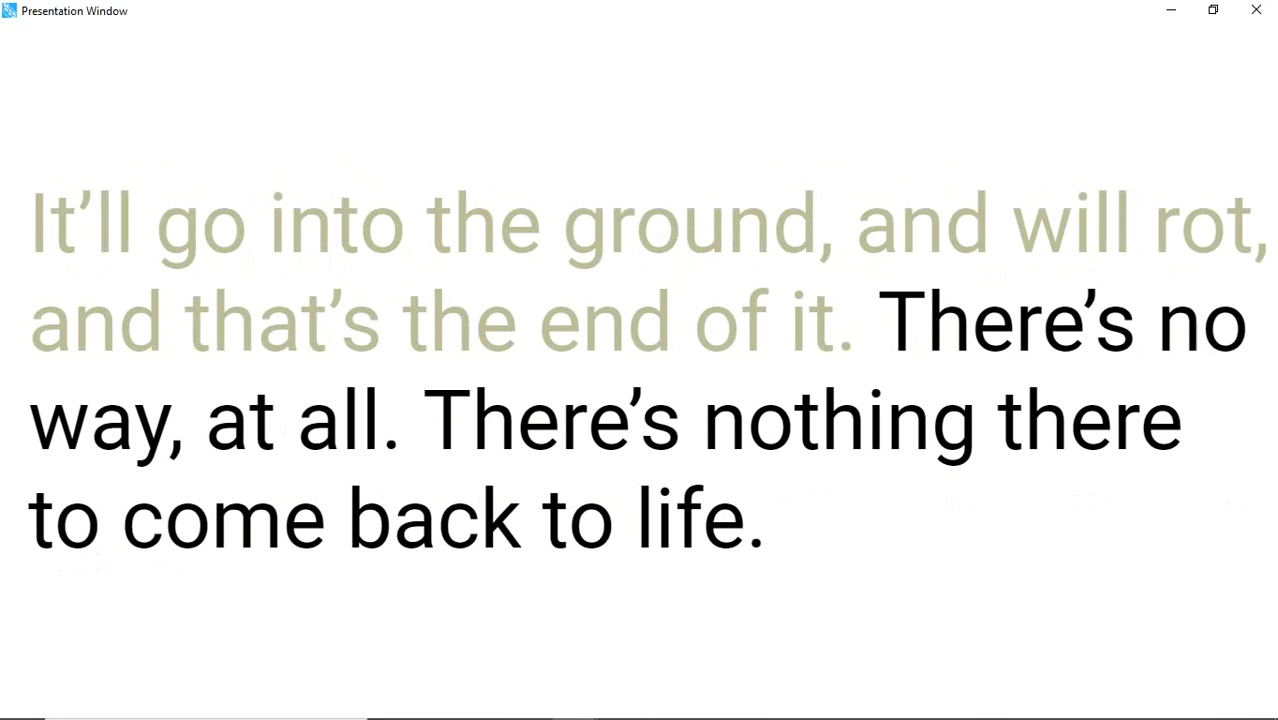 Presentation Window
It’ll go into the ground, and will rot,
and that’s the end of it. There’s no
way, at all. There’s nothing there
to come back to life.